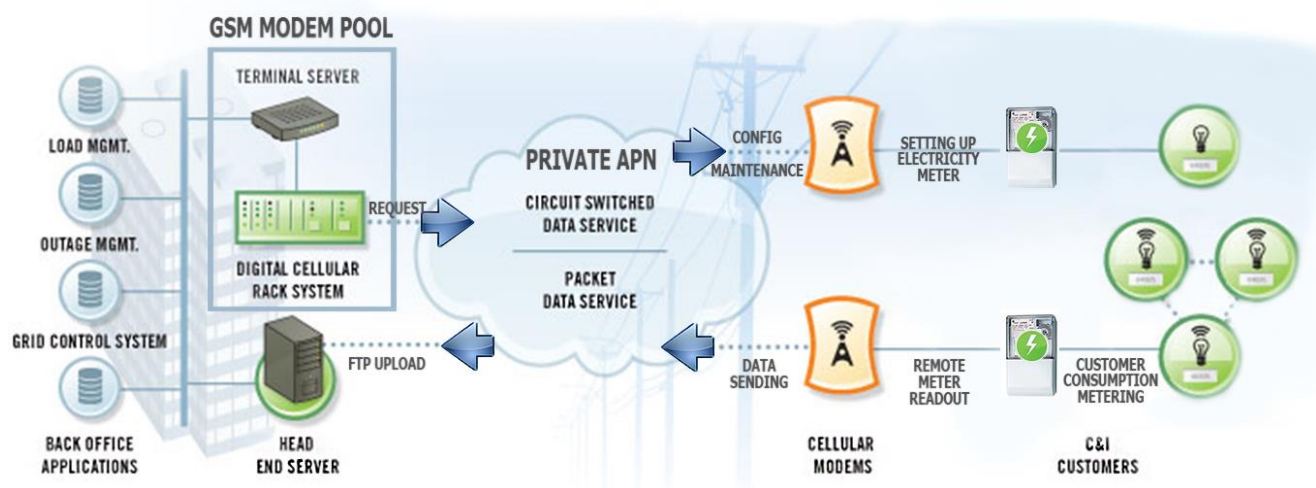 GSM MODEM POOL
TERMINAL SERVER
LOAD MGMT.
OUTAGE MGMT.
GRID CONTROL SYSTEM
BACK OFFICE
APPLICATIONS
DIGITAL CELLULAR
RACK SYSTEM
REQUEST
HEAD
END SERVER
FTP UPLOAD
PRIVATE APN
CIRCUIT SWITCHED
DATA SERVICE
PACKET
DATA SERVICE
CONFIG
MAINTENANCE
SETTING UP
ELECTRICITY
METER
DATA
SENDING
REMOTE
METER
READOUT
CUSTOMER
CONSUMPTION
METERING
CELLULAR
MODEMS
C&I
CUSTOMERS